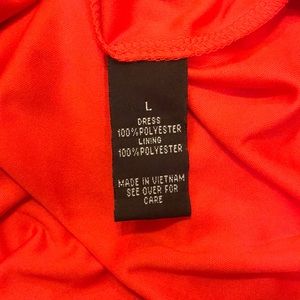 L
DRESS
100%POLYESTER
LINING
100%POLYESTER
MADE IN VIETNAM
SEE OVER FOR
CARE